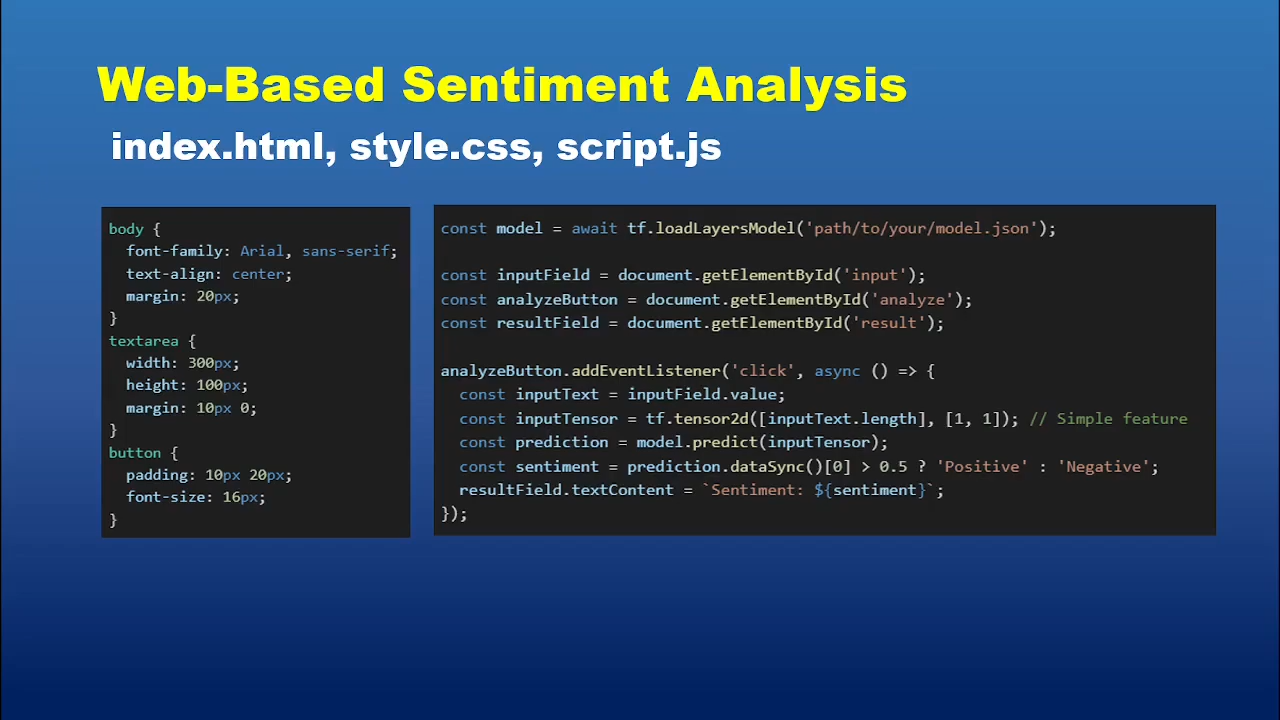 Web-Based Sentiment Analysis
index.html, style.css, script.js
body {
  font-family: Arial, sans-serif;
  text-align: center;
  margin: 20px;
}
textarea {
  width: 300px;
  height: 100px;
  margin: 10px 0;
}
button {
  padding: 10px 20px;
  font-size: 16px;
}
const model = await tf.loadLayersModel('path/to/your/model.json');
const inputField = document.getElementById('input');
const analyzeButton = document.getElementById('analyze');
const resultField = document.getElementById('result');
analyzeButton.addEventListener('click', async () => {
  const inputText = inputField.value;
  const inputTensor = tf.tensor2d([inputText.length], [1, 1]); // Simple feature
  const prediction = model.predict(inputTensor);
  const sentiment = prediction.dataSync()[0] > 0.5 ? 'Positive' : 'Negative';
  resultField.textContent = `Sentiment: ${sentiment}`;
});